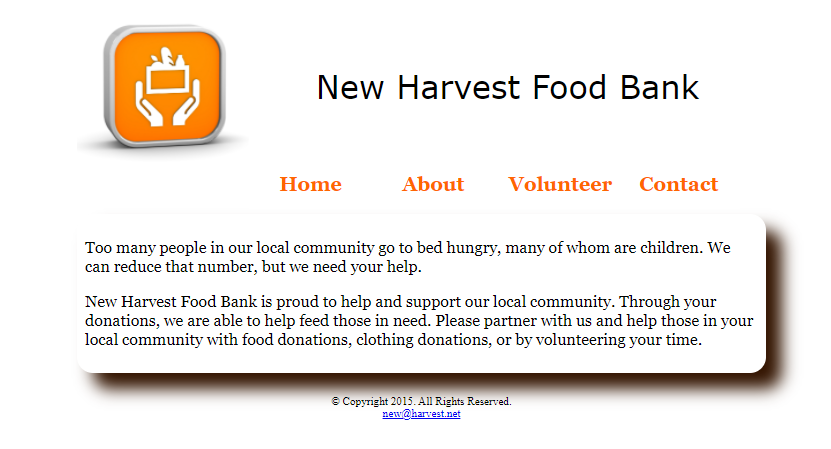 New Harvest Food Bank
Home About Volunteer Contact
Too many people in our local community go to bed hungry, many of whom are children. We
can reduce that number, but we need your help.
New Harvest Food Bank is proud to help and support our local community. Through your
donations, we are able to help feed those in need. Please partner with us and help those in your
local community with food donations, clothing donations, or by volunteering your time.
© Copyright 2015. All Rights Reserved.
new@harvest.net